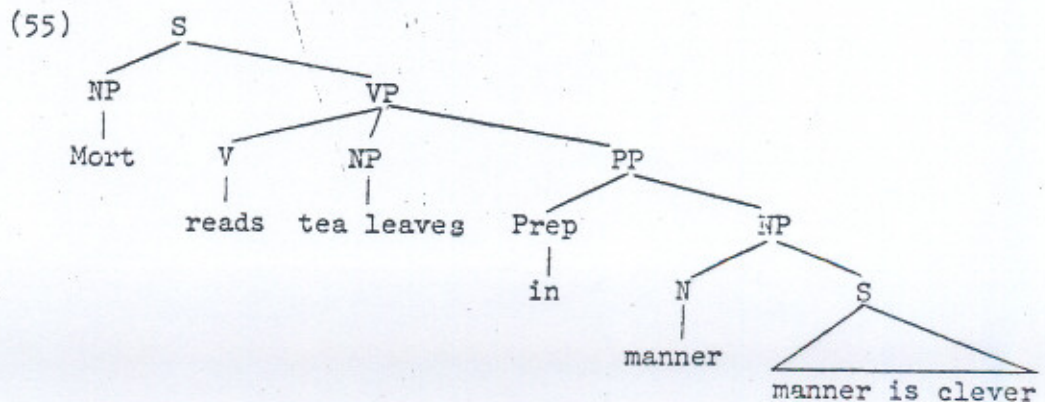 (55) S
NP VP
Mort V NP PP
reads tea leaves Prep NP
in N S
manner
manner is clever